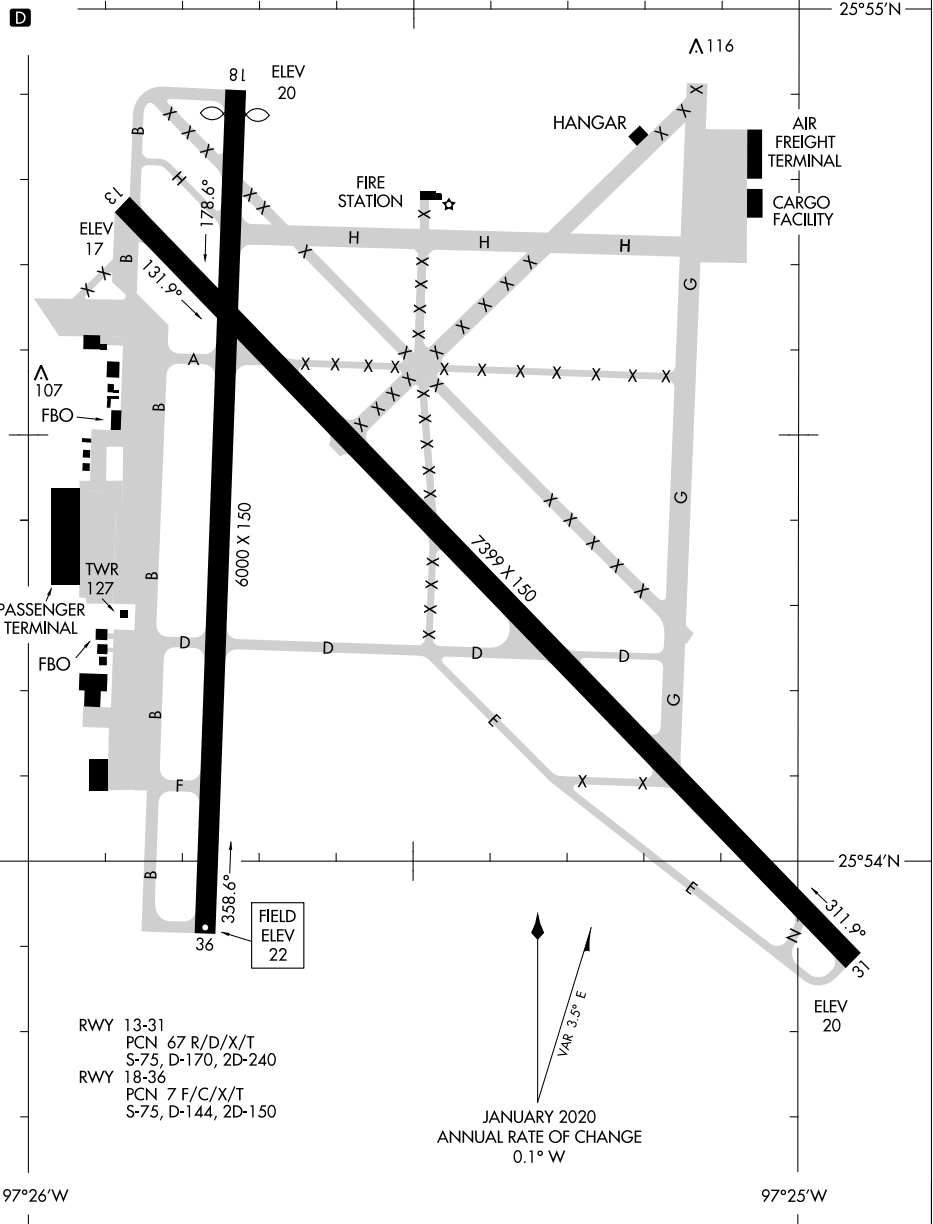 D
25°55'N
116
18
ELEV
20
HANGAR
AIR
FREIGHT
TERMINAL
B
X
X
X
X
X
X
X
H
FIRE
STATION
CARGO
FACILITY
13
178.6°
X
X
X
ELEV
17
H
H
H
X
B
131.9°
X
X
X
X
X
X
X
G
X
X
X
X
A
X
X
X
X
X
X
X
X
X
X
X
X
X
X
107
FBO
B
X
X
X
X
X
X
X
X
X
X
G
6000 X 150
7399 X 150
X
X
X
X
X
TWR
127
B
X
X
X
X
PASSENGER
TERMINAL
D
D
D
D
FBO
B
E
G
F
X
X
25°54'N
B
358.6°
E
N
311.9°
FIELD
ELEV
22
36
31
ELEV
20
RWY 13-31
PCN 67 R/D/X/T
S-75, D-170, 2D-240
RWY 18-36
PCN 7 F/C/X/T
S-75, D-144, 2D-150
VAR 3.5° E
JANUARY 2020
ANNUAL RATE OF CHANGE
0.1° W
97°26'W
97°25'W